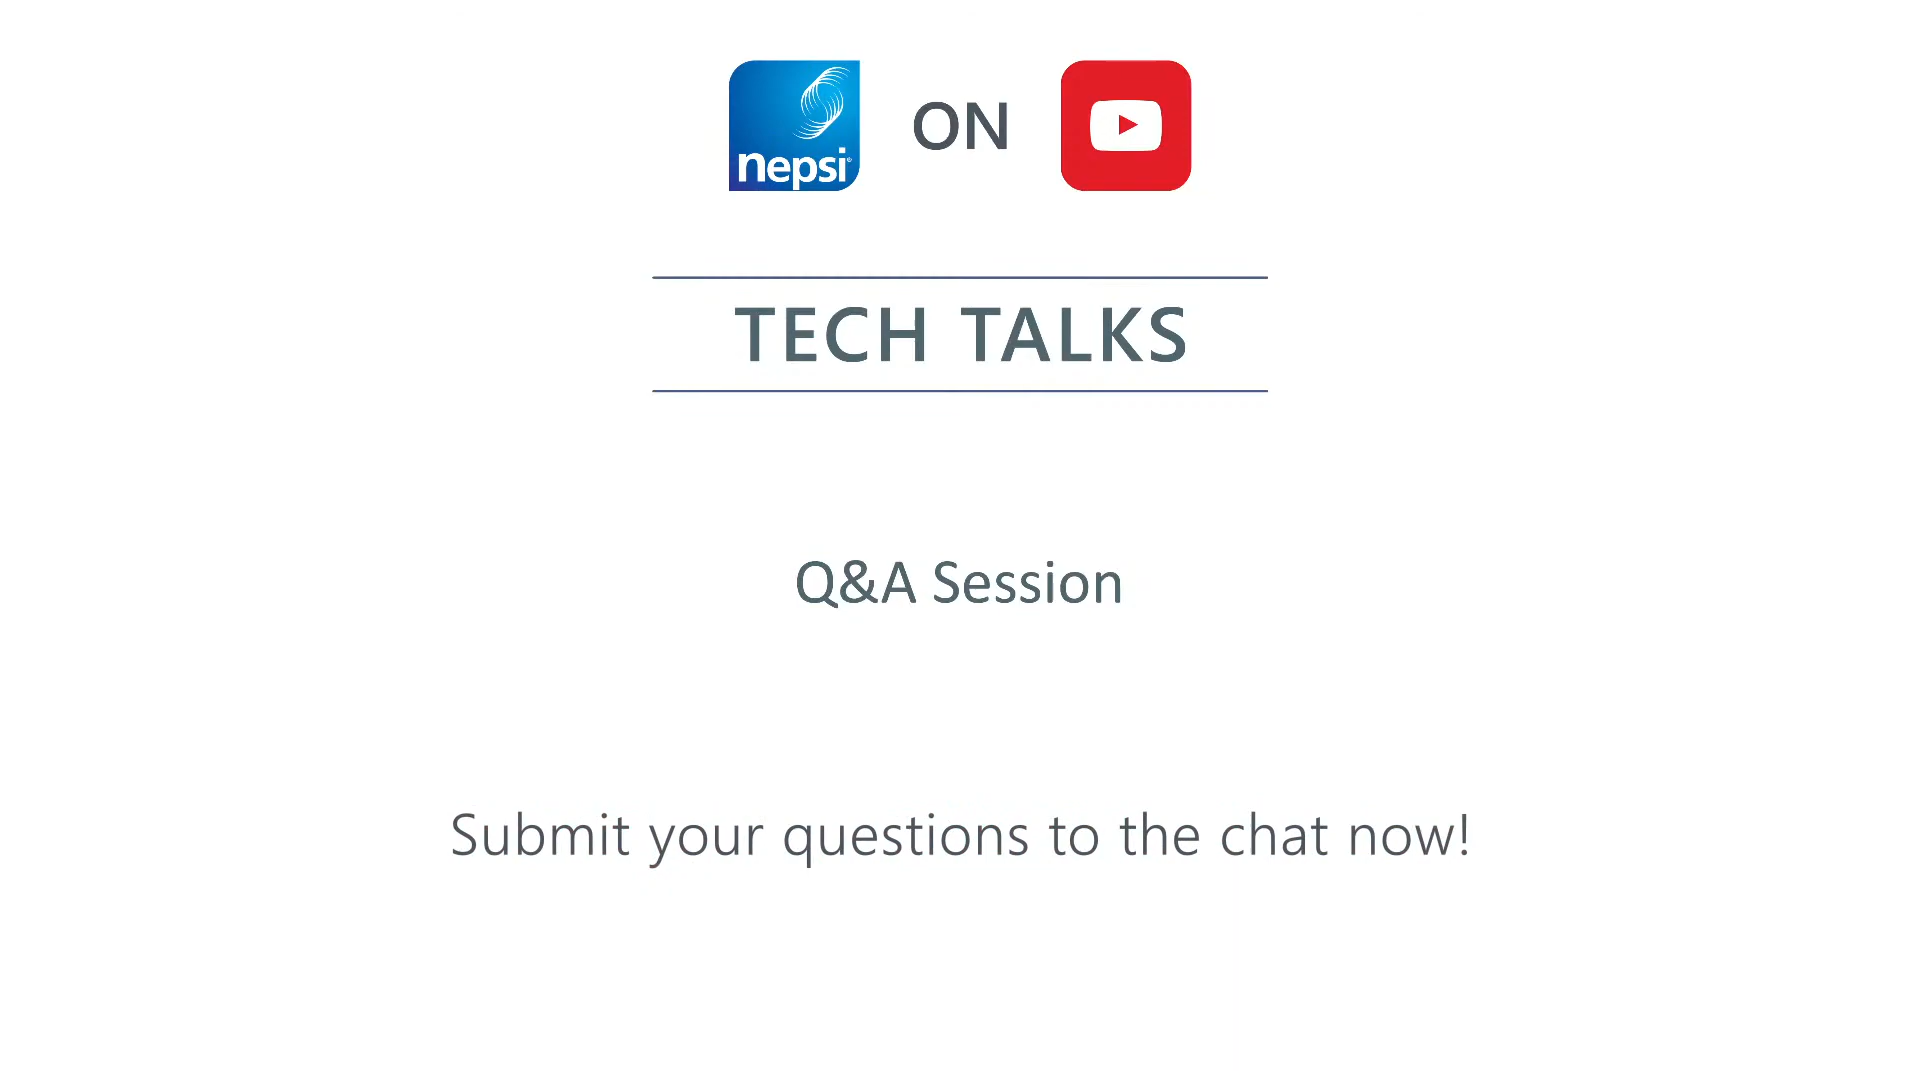 nepsi®
ON
TECH TALKS
Q&A Session
Submit your questions to the chat now!